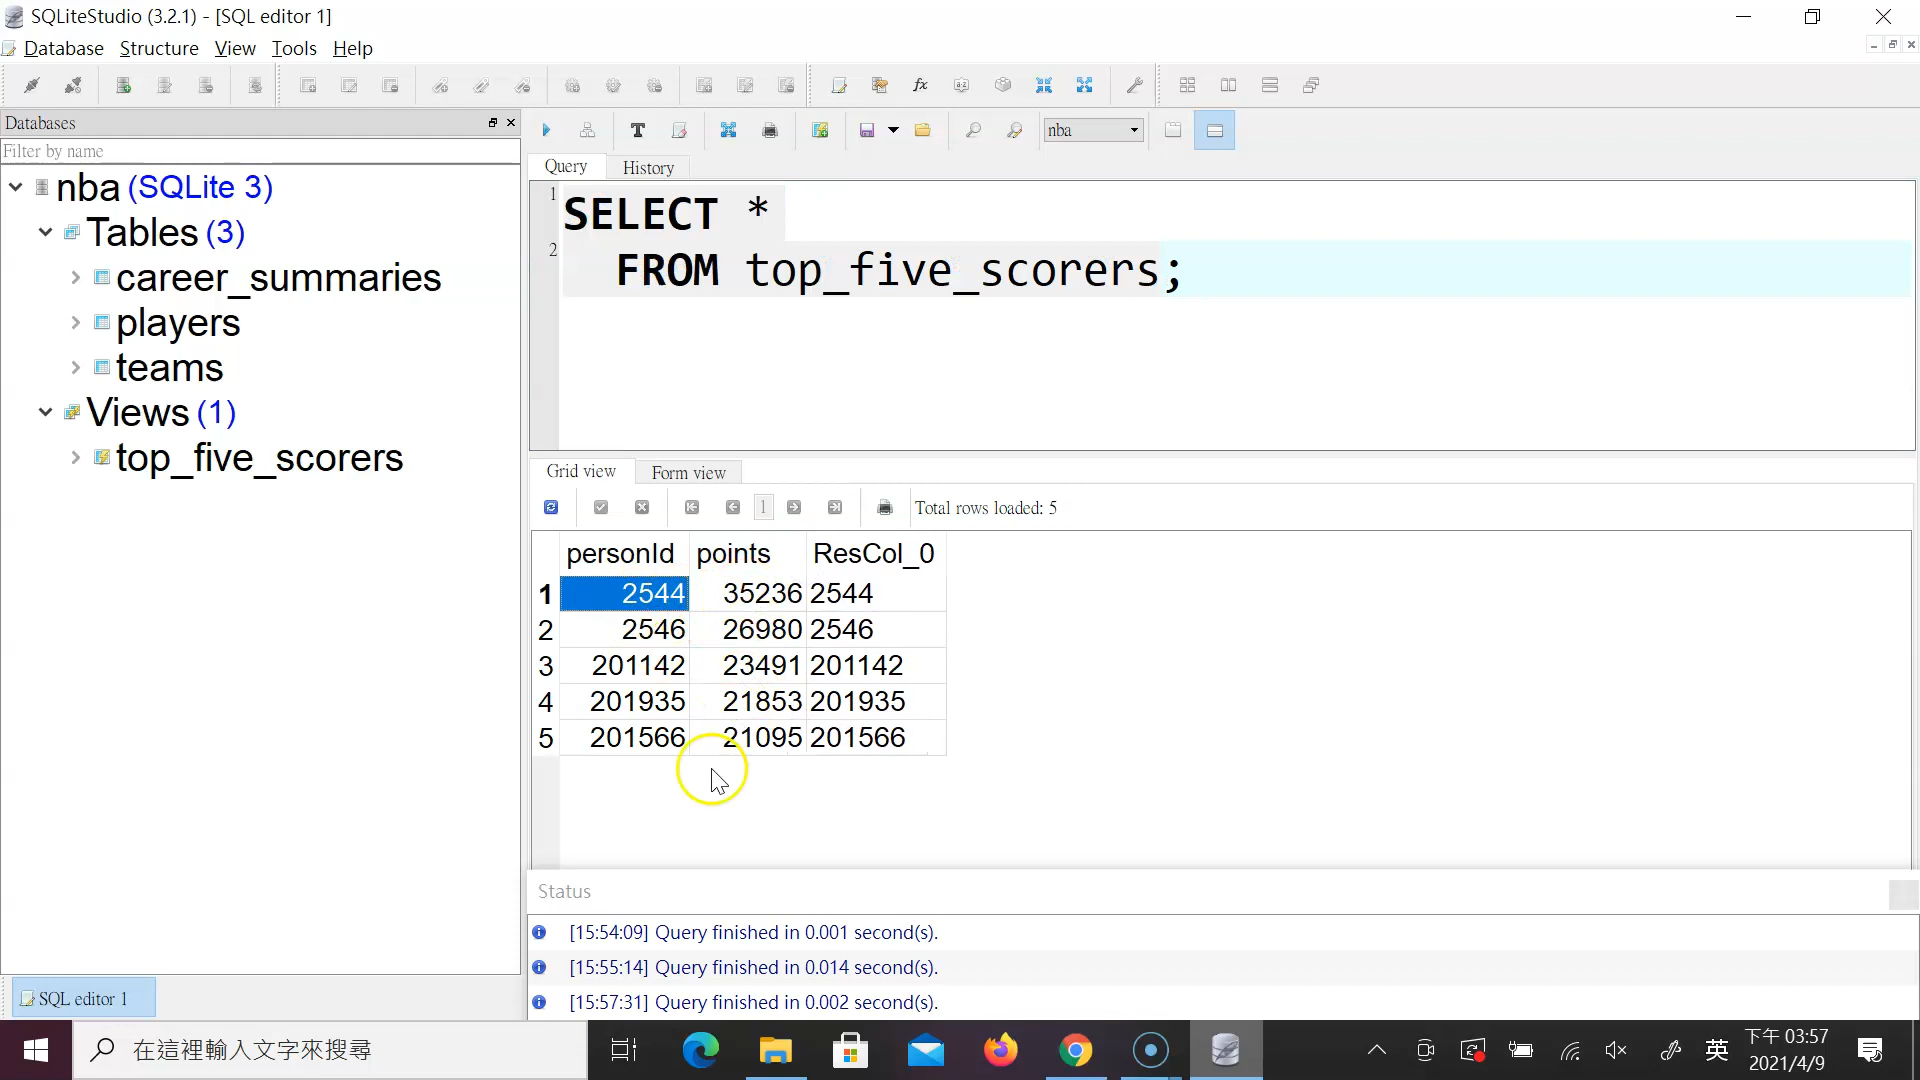 SQLiteStudio (3.2.1) - [SQL editor 1]
Database Structure View Tools Help
Databases
Filter by name
nba (SQLite 3)
Tables (3)
career_summaries
players
teams
Views (1)
top_five_scorers
SQL editor 1
nba
Query History
1 SELECT *
2 FROM top_five_scorers;
Grid view Form view
1 Total rows loaded: 5
personId points ResCol_0
1 2544 35236 2544
2 2546 26980 2546
3 201142 23491 201142
4 201935 21853 201935
5 201566 21095 201566
Status
[15:54:09] Query finished in 0.001 second(s).
[15:55:14] Query finished in 0.014 second(s).
[15:57:31] Query finished in 0.002 second(s).
在這裡輸入文字來搜尋
英
下午 03:57
2021/4/9